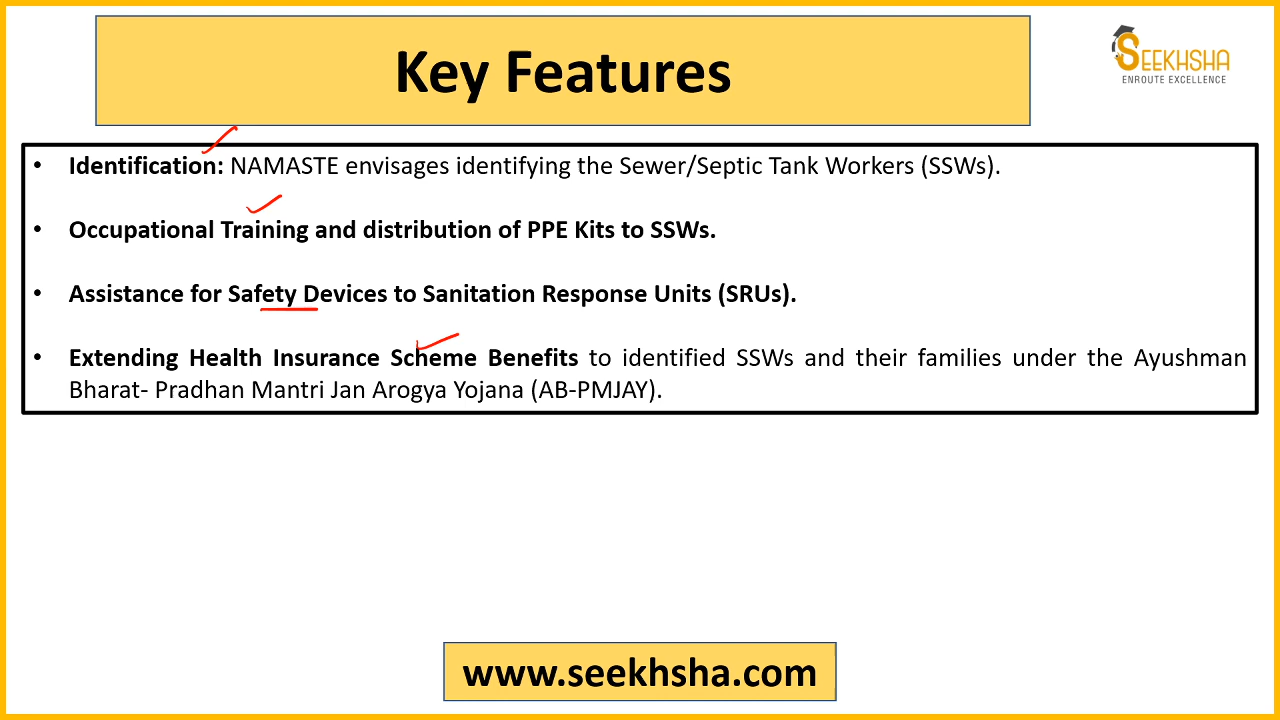 Key Features
SEEKHSHA
ENROUTE EXCELLENCE
• Identification: NAMASTE envisages identifying the Sewer/Septic Tank Workers (SSWs).
• Occupational Training and distribution of PPE Kits to SSWs.
• Assistance for Safety Devices to Sanitation Response Units (SRUs).
• Extending Health Insurance Scheme Benefits to identified SSWs and their families under the Ayushman
Bharat- Pradhan Mantri Jan Arogya Yojana (AB-PMJAY).
www.seekhsha.com